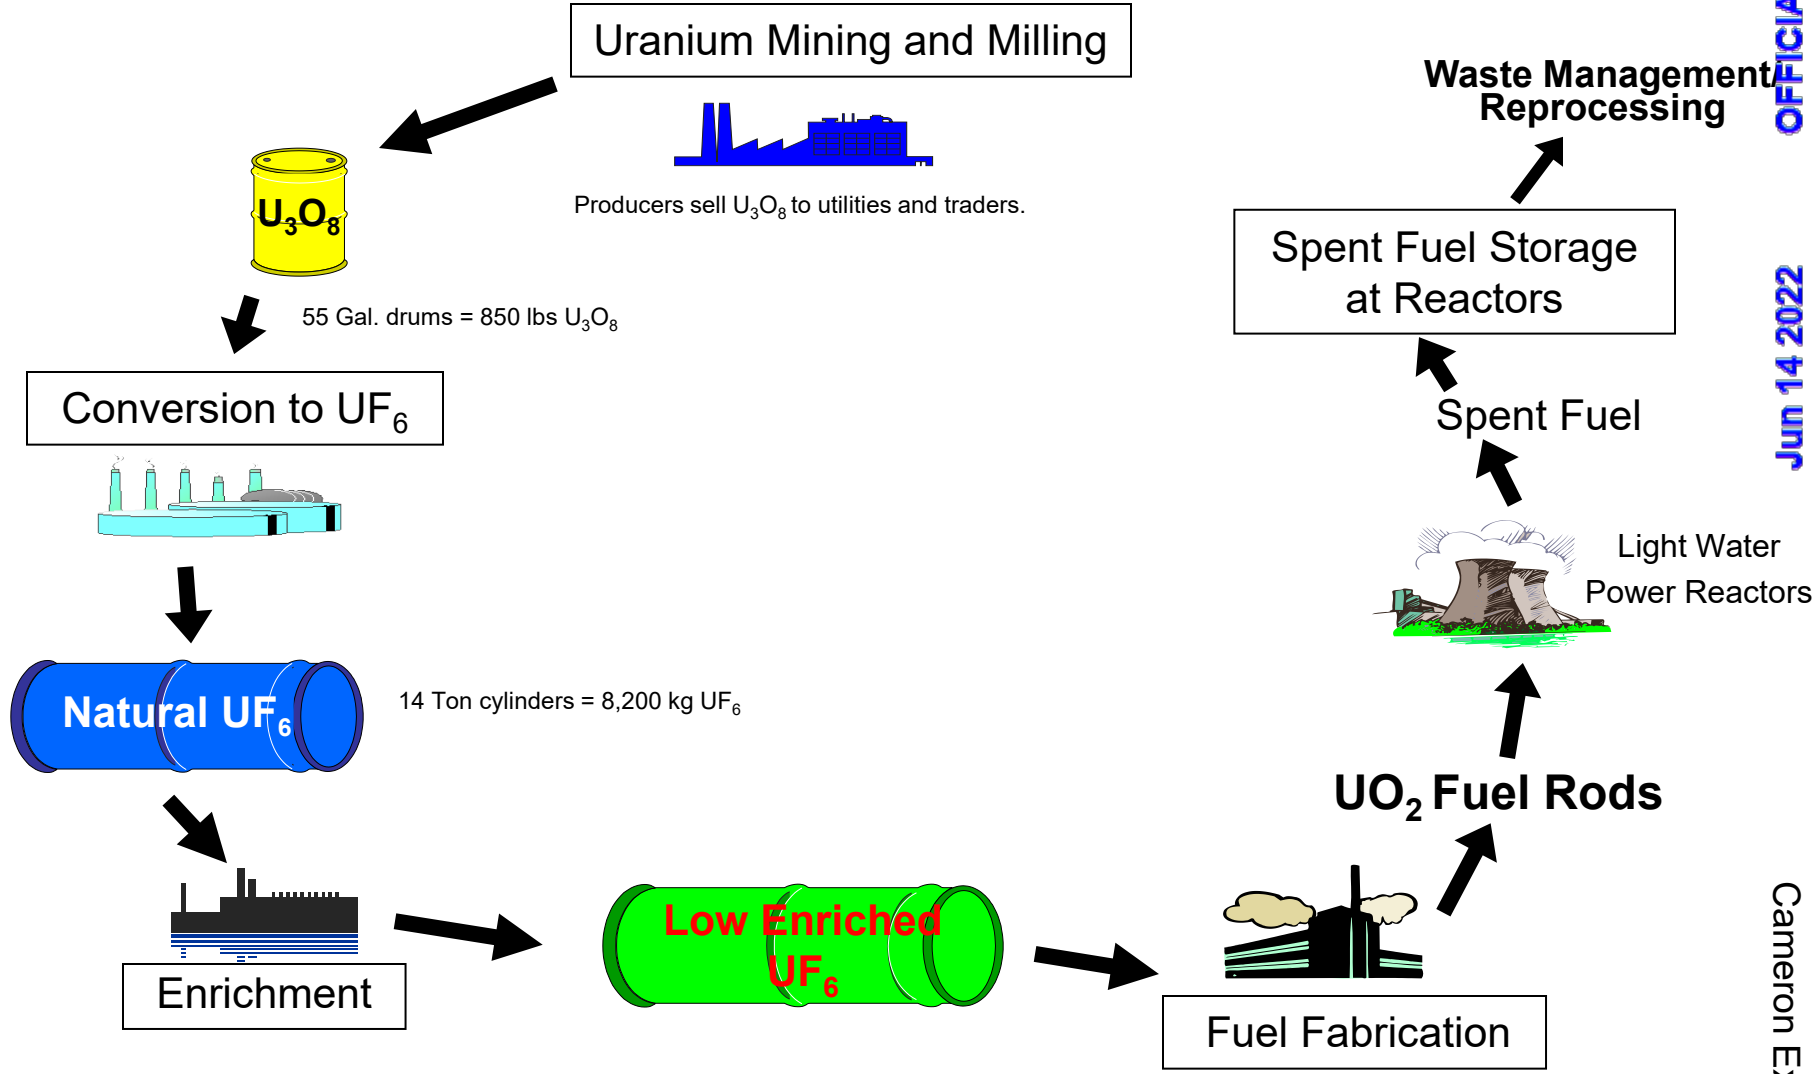 Uranium Mining and Milling
Producers sell U₃O₈ to utilities and traders.
U₃O₈
55 Gal. drums = 850 lbs U₃O₈
Conversion to UF₆
Natural UF₆
14 Ton cylinders = 8,200 kg UF₆
Enrichment
Low Enriched
UF₆
Fuel Fabrication
UO₂ Fuel Rods
Light Water
Power Reactors
Spent Fuel
Spent Fuel Storage
at Reactors
Waste Management/
Reprocessing
Jun 14 2022
Cameron